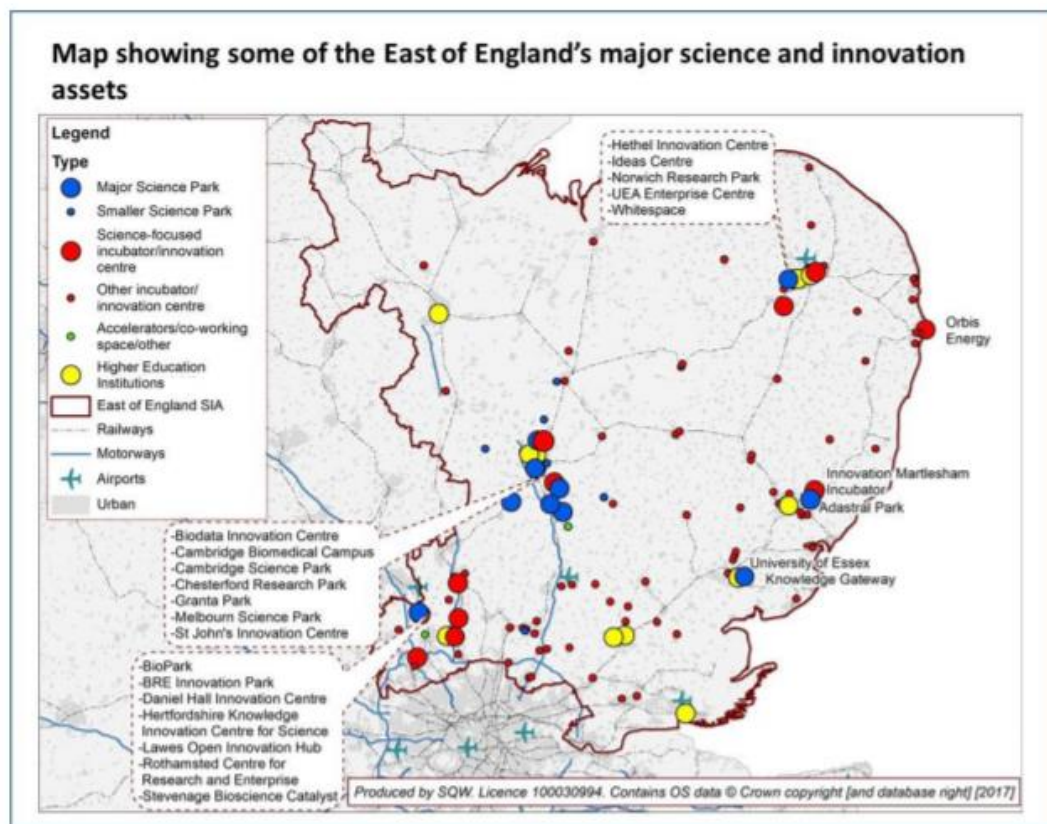 Map showing some of the East of England's major science and innovation
assets
Legend
Type
Major Science Park
Smaller Science Park
Science-focused
incubator/innovation
centre
Other incubator/
innovation centre
Accelerators/co-working
space/other
Higher Education
Institutions
East of England SIA
Railways
Motorways
Airports
Urban
-Hethel Innovation Centre
-Ideas Centre
-Norwich Research Park
-UEA Enterprise Centre
-Whitespace
Orbis
Energy
Innovation Martlesham
Incubator
Adastral Park
University of Essex
Knowledge Gateway
-Biodata Innovation Centre
-Cambridge Biomedical Campus
-Cambridge Science Park
-Chesterford Research Park
-Granta Park
-Melbourn Science Park
-St John's Innovation Centre
-BioPark
-BRE Innovation Park
-Daniel Hall Innovation Centre
-Hertfordshire Knowledge
Innovation Centre for Science
-Lawes Open Innovation Hub
-Rothamsted Centre for
Research and Enterprise
-Stevenage Bioscience Catalyst
Produced by SQW. Licence 100030994. Contains OS data © Crown copyright [and database right] [2017]